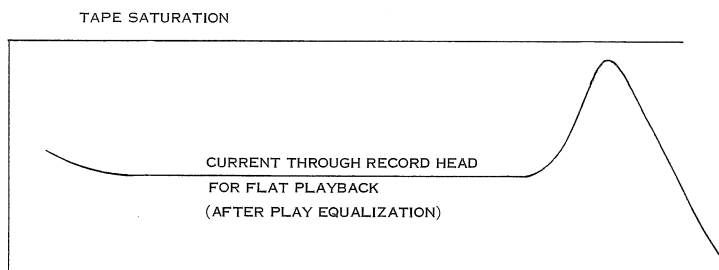 TAPE SATURATION
CURRENT THROUGH RECORD HEAD
FOR FLAT PLAYBACK
(AFTER PLAY EQUALIZATION)